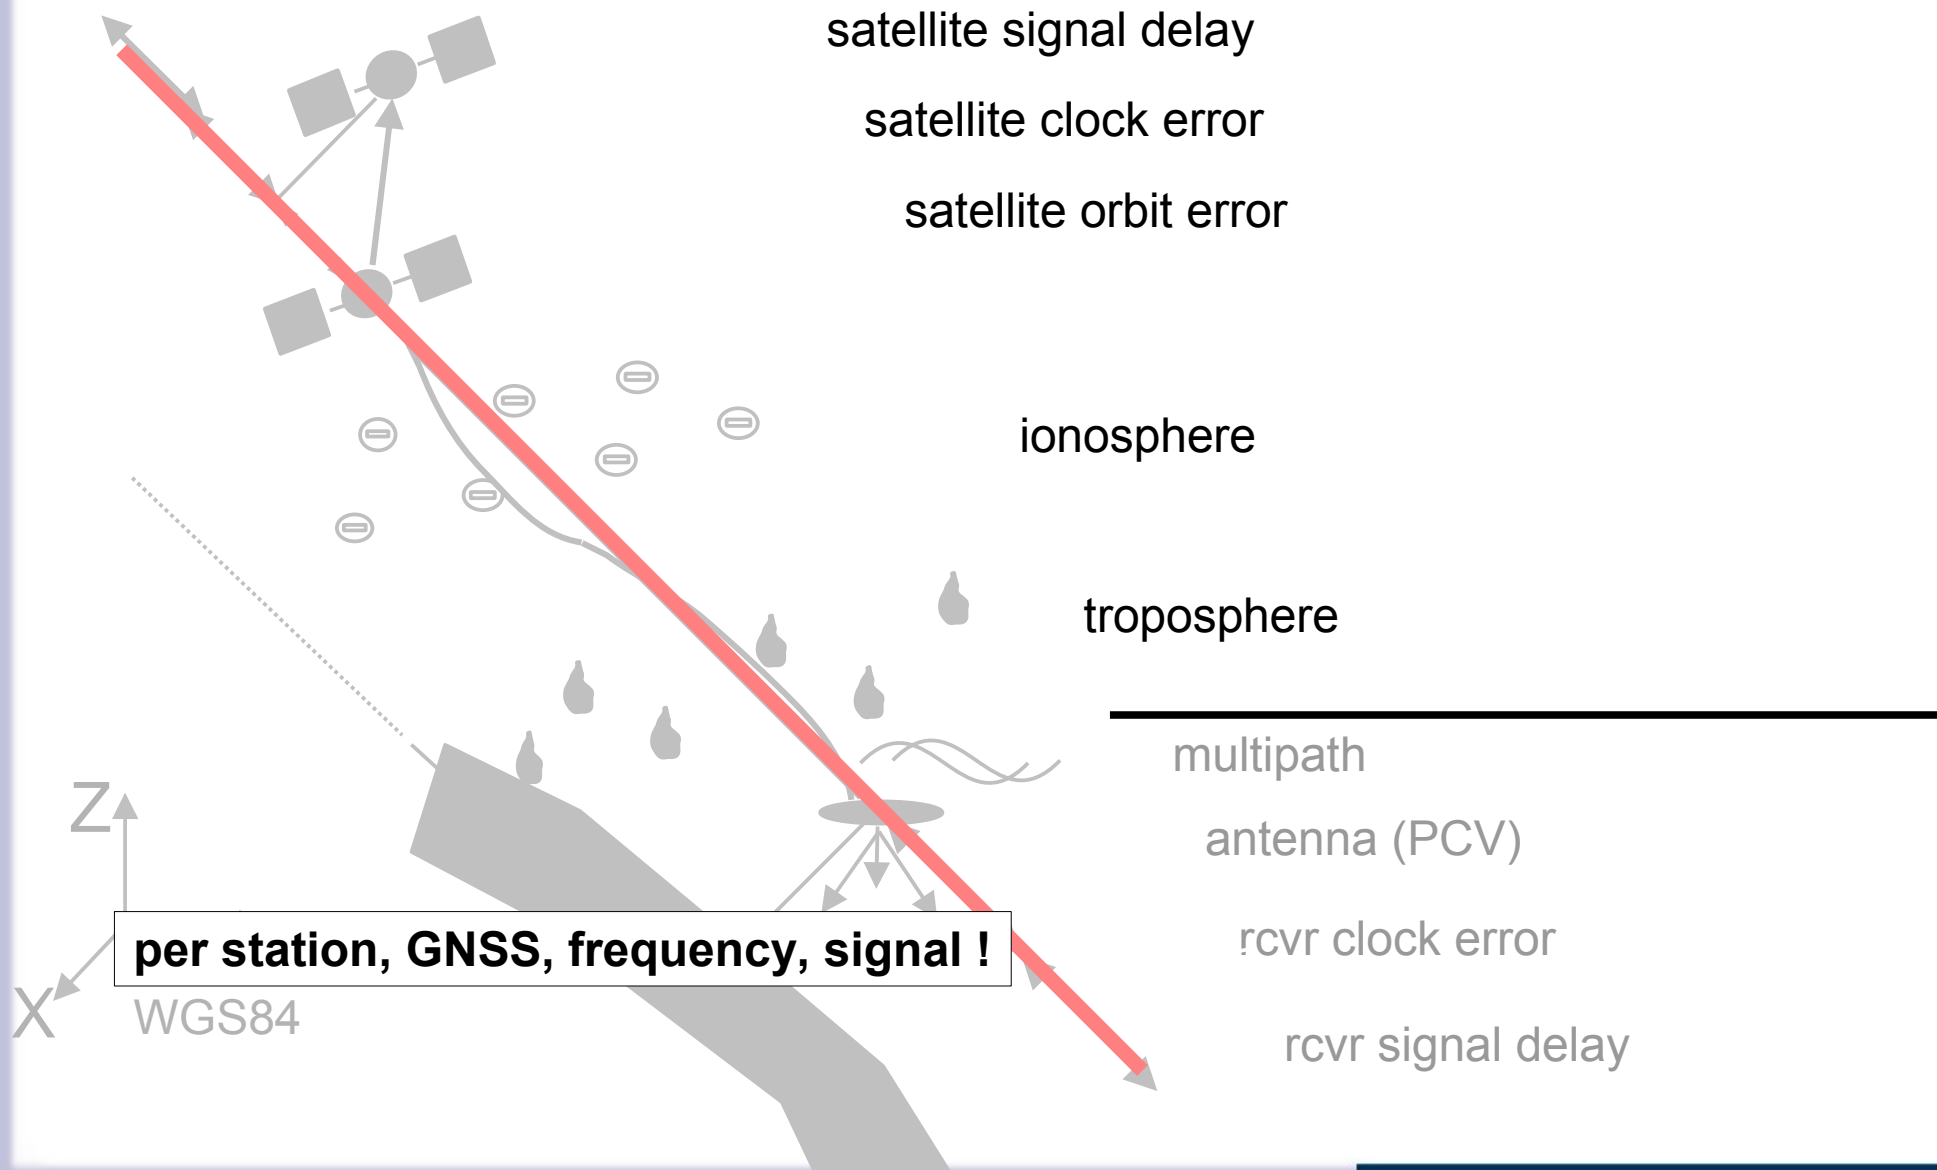 satellite signal delay
satellite clock error
satellite orbit error
ionosphere
troposphere
multipath
Z
antenna (PCV)
rcvr clock error
per station, GNSS, frequency, signal !
X
WGS84
rcvr signal delay